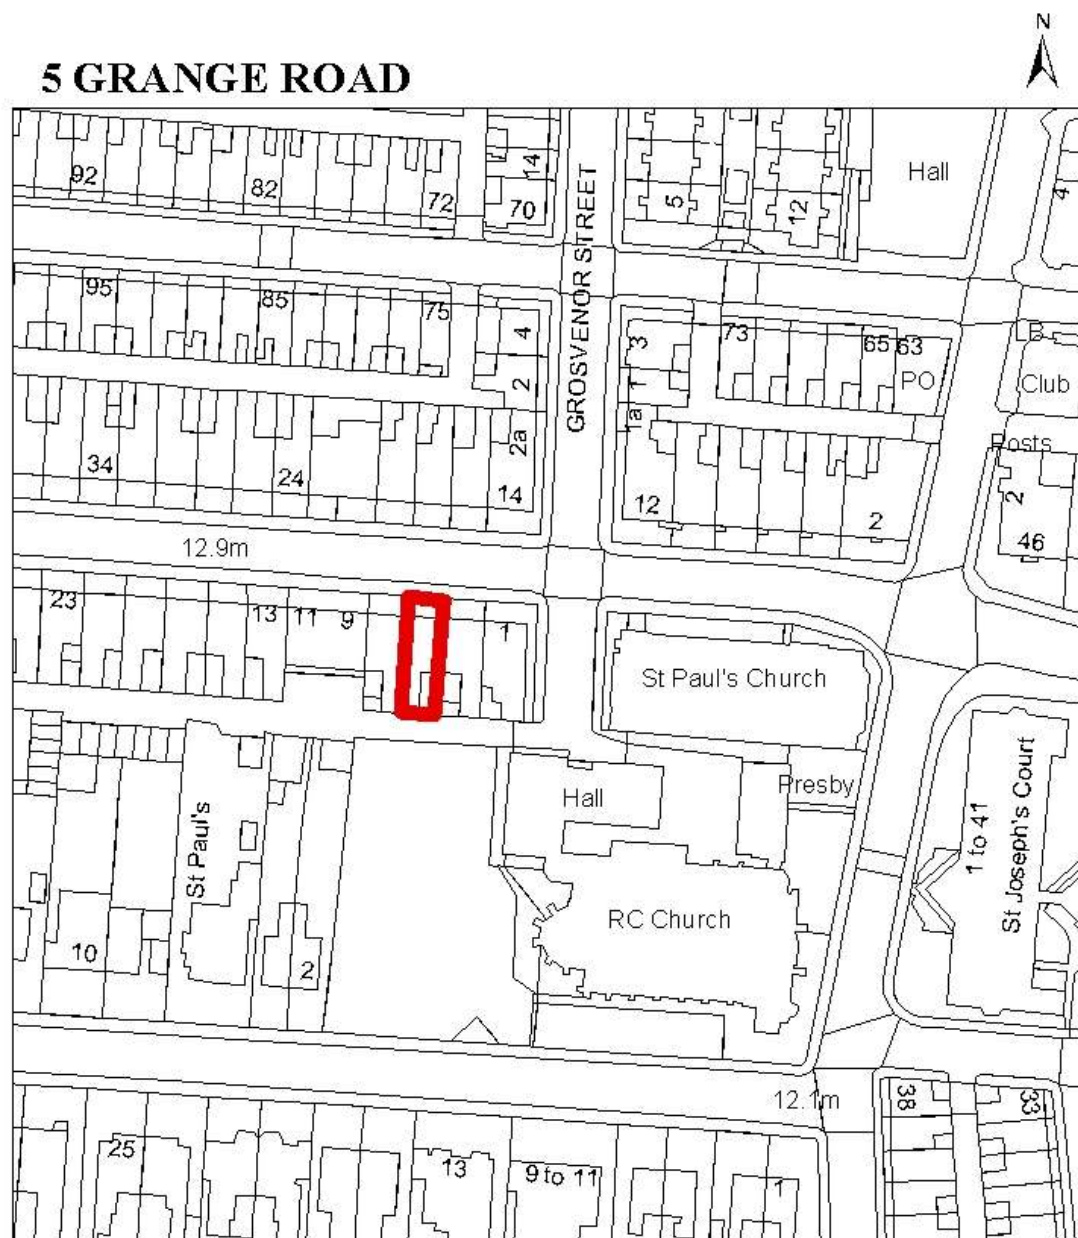 N
5 GRANGE ROAD
92
82
72
14
70
5
12
Hall
4
GROSVENOR STREET
95
85
75
4
2
2a
3
1
1a
73
65
63
PO
LB
Club
Posts
34
24
14
12
2
2
46
12.9m
23
13
11
9
1
St Paul's Church
Hall
Presby
St Paul's
10
2
RC Church
1 to 41
St Joseph's Court
12.1m
38
33
25
13
9 to 11
1